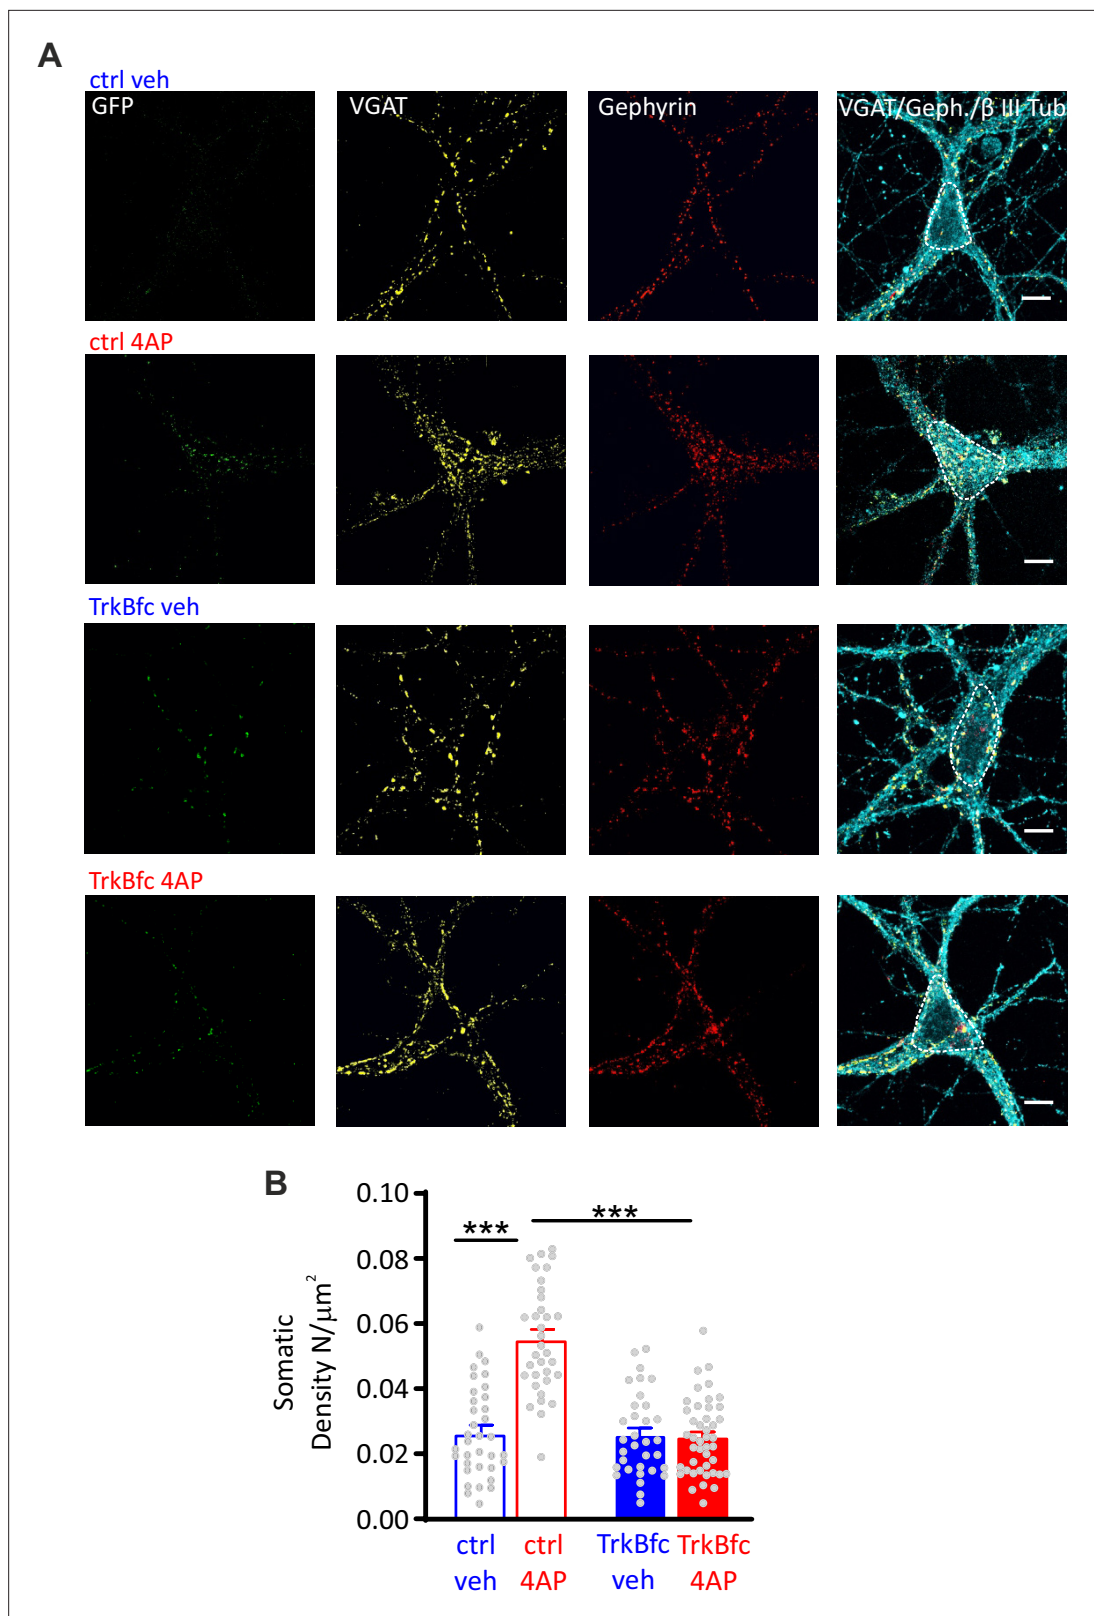 A
ctrl veh
GFP
VGAT
Gephyrin
VGAT/Geph./β III Tub
ctrl 4AP
TrkBfc veh
TrkBfc 4AP
B
0.10
0.08
0.06
0.04
0.02
0.00
Somatic
Density N/μm²
***
***
ctrl
veh
ctrl
4AP
TrkBfc
veh
TrkBfc
4AP